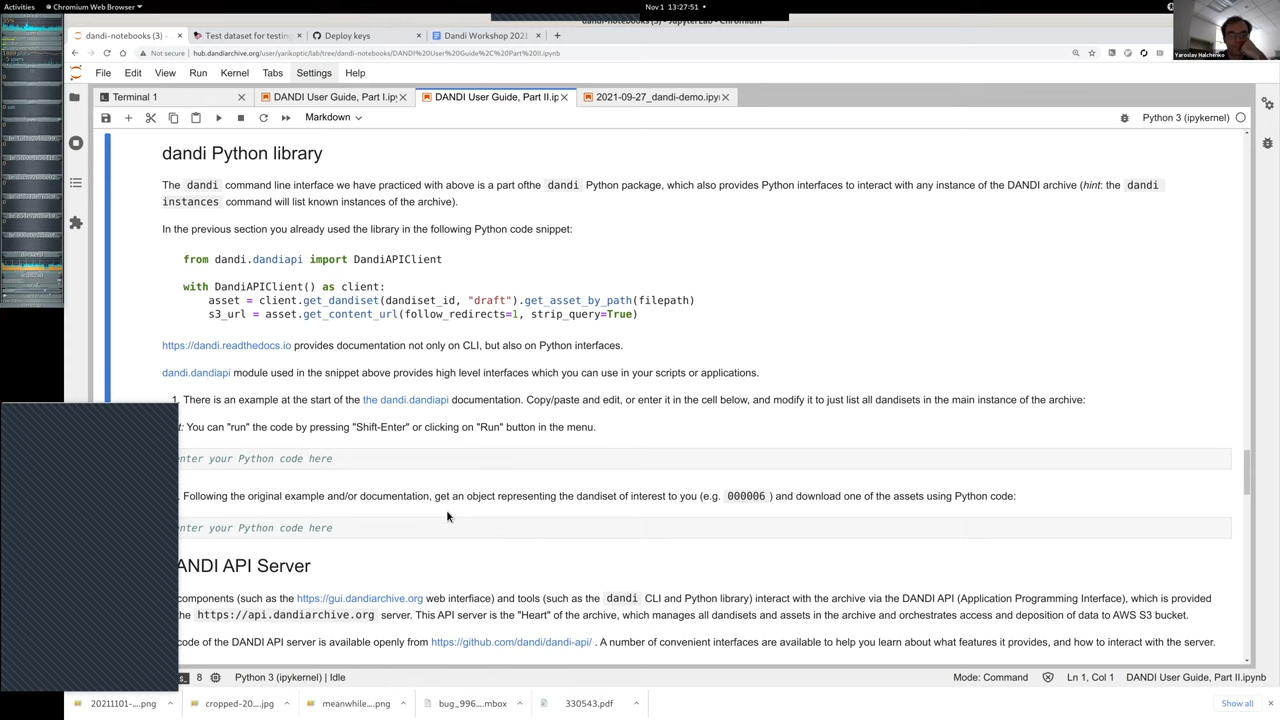 Activities
Chromium Web Browser
Nov 1 13:27:51
dandi-notebooks (3) - JupyterLab - Chromium
dandi-notebooks (3) -
Test dataset for testing
Deploy keys
Dandi Workshop 2021
Not secure
hub.dandiarchive.org/user/yarikoptic/lab/tree/dandi-notebooks/DANDI%20User%20Guide%2C%20Part%20II.ipynb
Yaroslav Halchenko
File Edit View Run Kernel Tabs Settings Help
Terminal 1
DANDI User Guide, Part I.ipy
DANDI User Guide, Part II.ip
2021-09-27_dandi-demo.ipy
Markdown
Python 3 (ipykernel)
dandi Python library
The dandi command line interface we have practiced with above is a part ofthe dandi Python package, which also provides Python interfaces to interact with any instance of the DANDI archive (hint: the dandi
instances command will list known instances of the archive).
In the previous section you already used the library in the following Python code snippet:
from dandi.dandiapi import DandiAPIClient
with DandiAPIClient() as client:
asset = client.get_dandiset(dandiset_id, "draft").get_asset_by_path(filepath)
s3_url = asset.get_content_url(follow_redirects=1, strip_query=True)
https://dandi.readthedocs.io provides documentation not only on CLI, but also on Python interfaces.
dandi.dandiapi module used in the snippet above provides high level interfaces which you can use in your scripts or applications.
1. There is an example at the start of the the dandi.dandiapi documentation. Copy/paste and edit, or enter it in the cell below, and modify it to just list all dandisets in the main instance of the archive:
You can "run" the code by pressing "Shift-Enter" or clicking on "Run" button in the menu.
enter your Python code here
Following the original example and/or documentation, get an object representing the dandiset of interest to you (e.g. 000006 ) and download one of the assets using Python code:
enter your Python code here
DANDI API Server
components (such as the https://gui.dandiarchive.org web interface) and tools (such as the dandi CLI and Python library) interact with the archive via the DANDI API (Application Programming Interface), which is provided
the https://api.dandiarchive.org server. This API server is the "Heart" of the archive, which manages all dandisets and assets in the archive and orchestrates access and deposition of data to AWS S3 bucket.
code of the DANDI API server is available openly from https://github.com/dandi/dandi-api/ . A number of convenient interfaces are available to help you learn about what features it provides, and how to interact with the server.
8 Python 3 (ipykernel) | Idle
Mode: Command
Ln 1, Col 1
DANDI User Guide, Part II.ipynb
20211101-....png
cropped-20....jpg
meanwhile....png
bug_996....mbox
330543.pdf
Show all